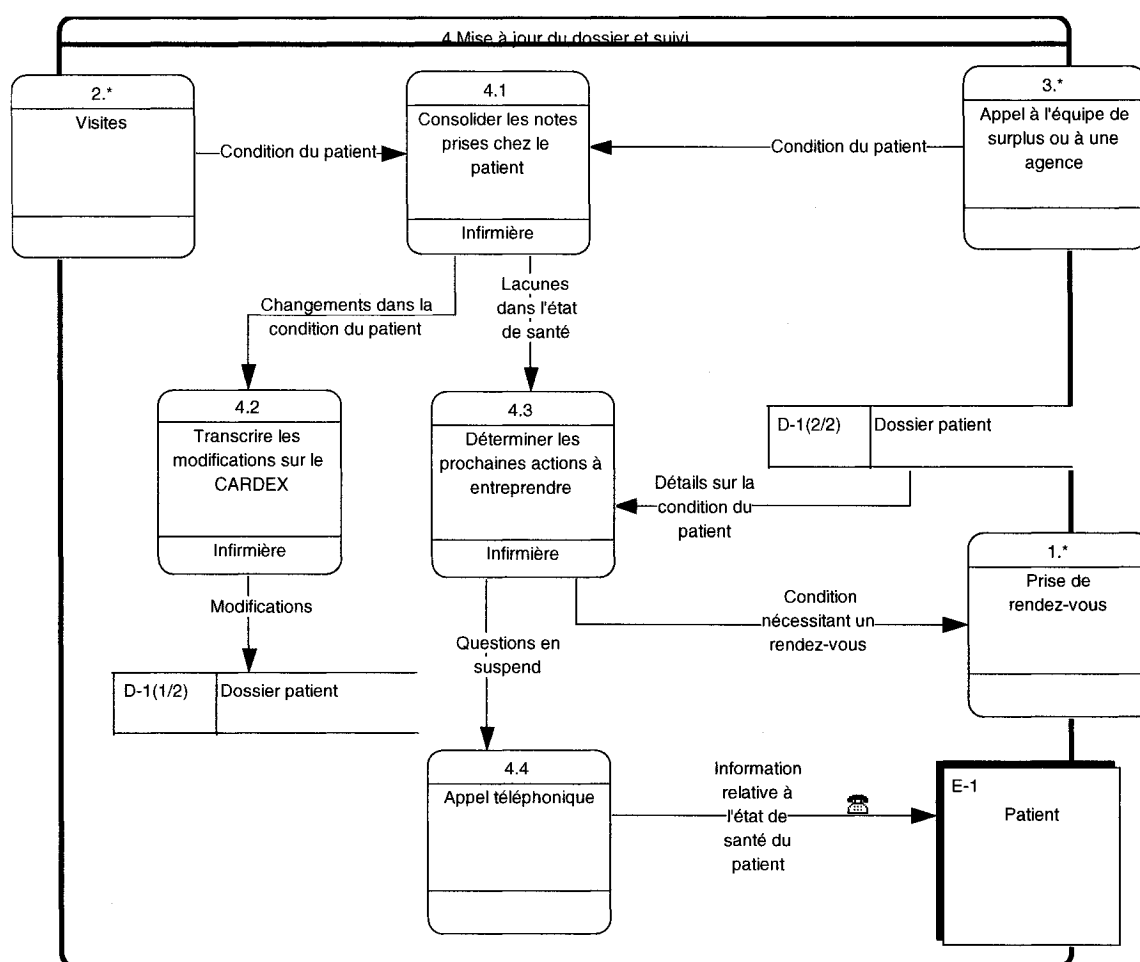 4 Mise à jour du dossier et suivi
2.*
Visites
4.1
Consolider les notes
prises chez le
patient
Infirmière
3.*
Appel à l'équipe de
surplus ou à une
agence
Condition du patient
Condition du patient
Changements dans la
condition du patient
Lacunes
dans l'état
de santé
4.2
Transcrire les
modifications sur le
CARDEX
Infirmière
4.3
Déterminer les
prochaines actions à
entreprendre
Infirmière
D-1(2/2)
Dossier patient
Détails sur la
condition du
patient
1.*
Prise de
rendez-vous
Modifications
Condition
nécessitant un
rendez-vous
Questions en
suspend
D-1(1/2)
Dossier patient
4.4
Appel téléphonique
Information
relative à
l'état de
santé du
patient
E-1
Patient